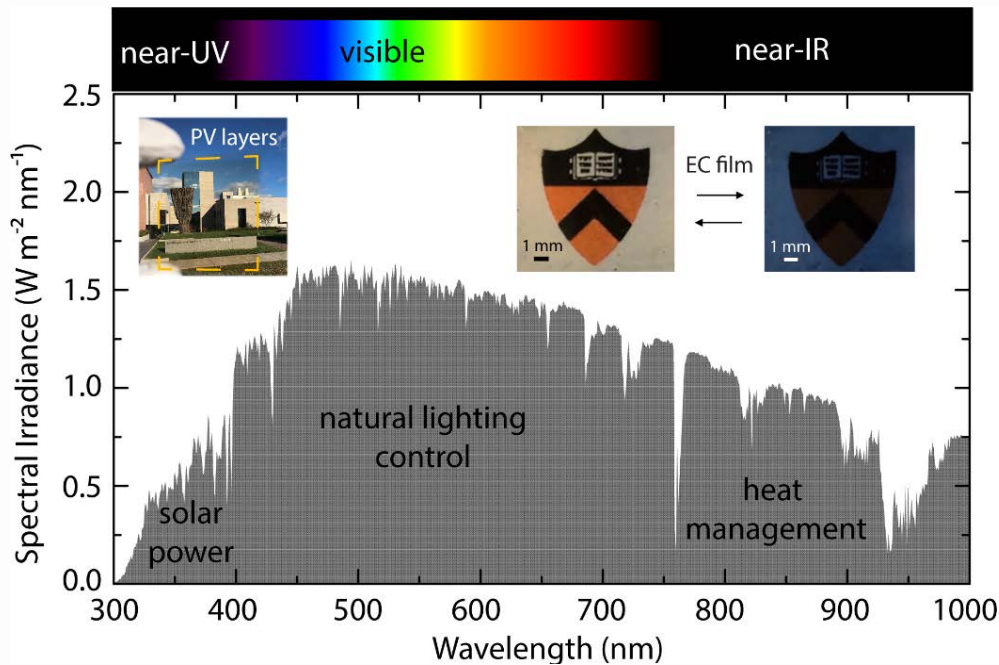 near-UV
visible
near-IR
2.5
2.0
1.5
1.0
0.5
0.0
Spectral Irradiance (W m-2 nm-1)
PV layers
EC film
1 mm
1 mm
natural lighting
control
solar
power
heat
management
300 400 500 600 700 800 900 1000
Wavelength (nm)